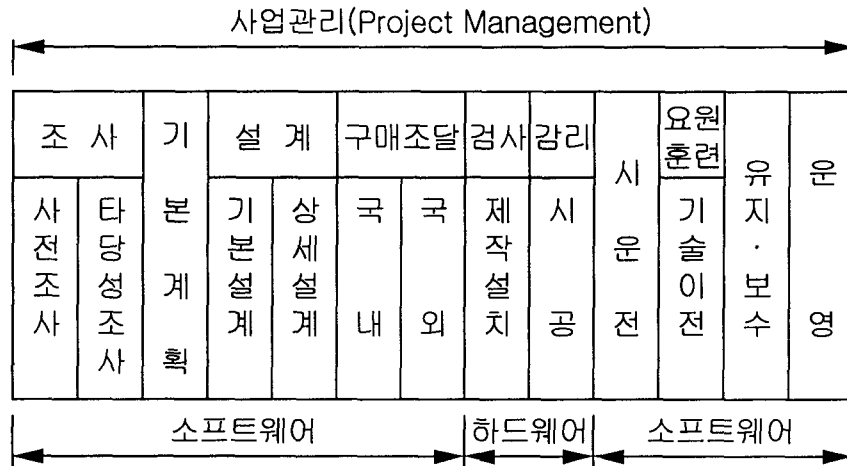 사업관리(Project Management)
조 사
기본계획
설 계
구매조달
검사
감리
시운전
요원
훈련
유지·보수
운영
사전조사
타당성조사
기본설계
상세설계
국내
국외
제작설치
시공
기술이전
소프트웨어
하드웨어
소프트웨어